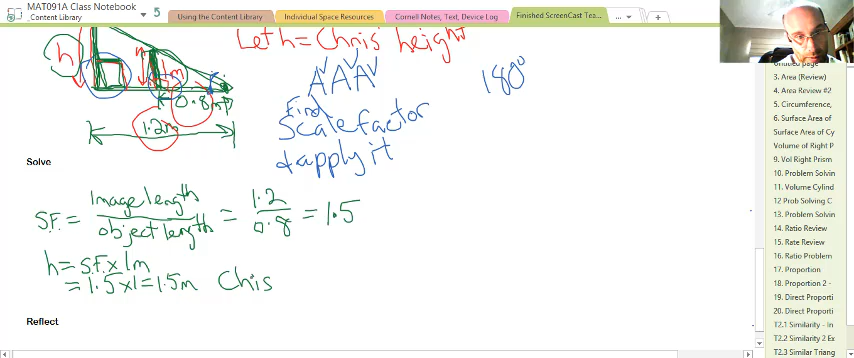 MAT091A Class Notebook
5
Using the Content Library
Individual Space Resources
Cornell Notes, Text, Device Log
Finished ScreenCast Tea...
...
+
h
1m
0.8m
1.2m
Let h = Chris' height
A✓A✓A✓
180°
Find
Scale factor
& apply it
Solve
S.F. = Image length / object length = 1.2 / 0.8 = 1.5
h = S.F. x 1m
= 1.5 x 1 = 1.5m Chis
Reflect
Untitled page
3. Area (Review)
4. Area Review #2
5. Circumference,
6. Surface Area of
Surface Area of Cy
Volume of Right P
9. Vol Right Prism
10. Problem Solvin
11. Volume Cylind
12 Prob Solving C
13. Problem Solvin
14. Ratio Review
15. Rate Review
16. Ratio Problem
17. Proportion
18. Proportion 2 -
19. Direct Proporti
20. Direct Proporti
T2.1 Similarity - In
T2.2 Similarity 2 Ex
T2.3 Similar Triang